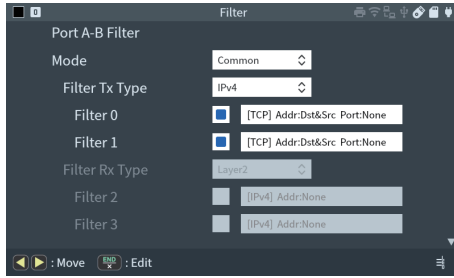 0 Filter
Port A-B Filter
Mode Common
Filter Tx Type IPv4
Filter 0 [TCP] Addr:Dst&Src Port:None
Filter 1 [TCP] Addr:Dst&Src Port:None
Filter Rx Type Layer2
Filter 2 [IPv4] Addr:None
Filter 3 [IPv4] Addr:None
: Move END X : Edit